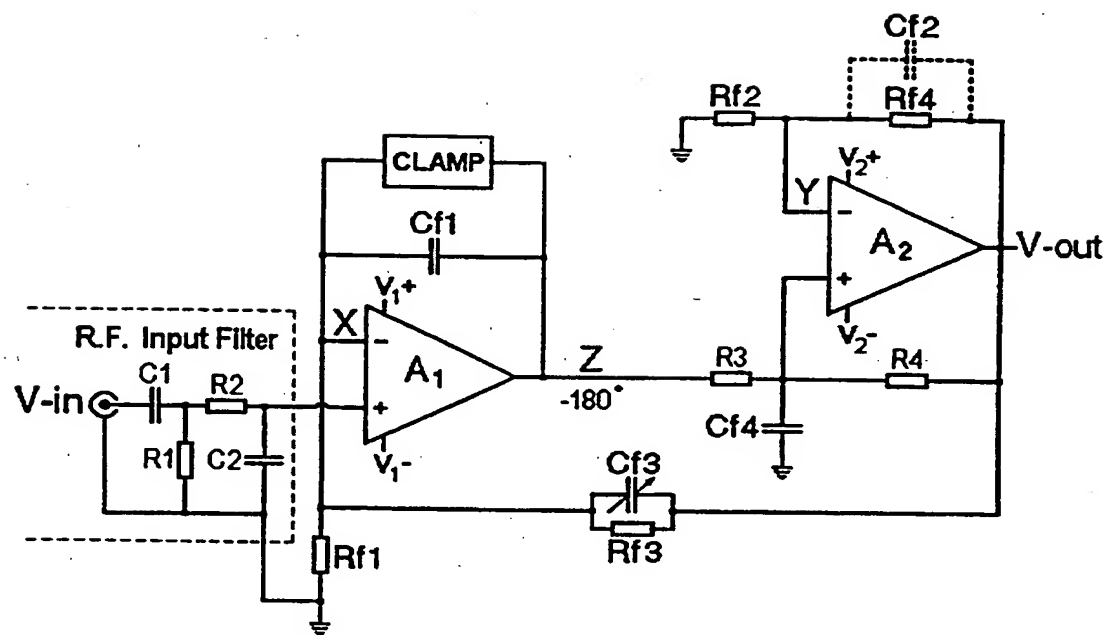 Cf2
Rf2
Rf4
CLAMP
V2+
Y
−
A2
V-out
+
V2-
Cf1
V1+
R.F. Input Filter
X
−
A1
Z
-180°
R3
R4
C1
R2
V-in
+
V1-
R1
C2
Cf4
Cf3
Rf3
Rf1